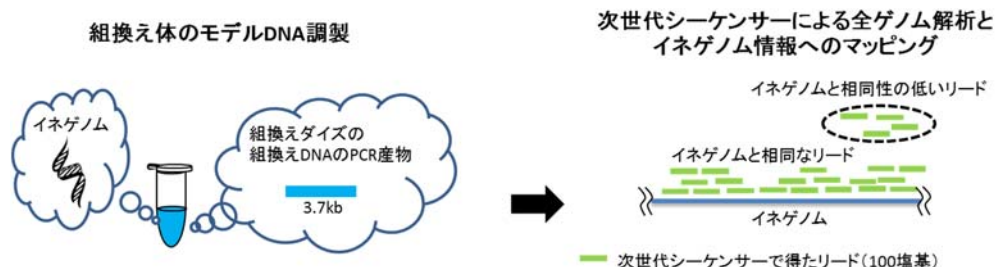 組換え体のモデルDNA調製
イネゲノム
組換えダイズの
組換えDNAのPCR産物
3.7kb
次世代シーケンサーによる全ゲノム解析と
イネゲノム情報へのマッピング
イネゲノムと相同性の低いリード
イネゲノムと相同なリード
イネゲノム
次世代シーケンサーで得たリード(100塩基)